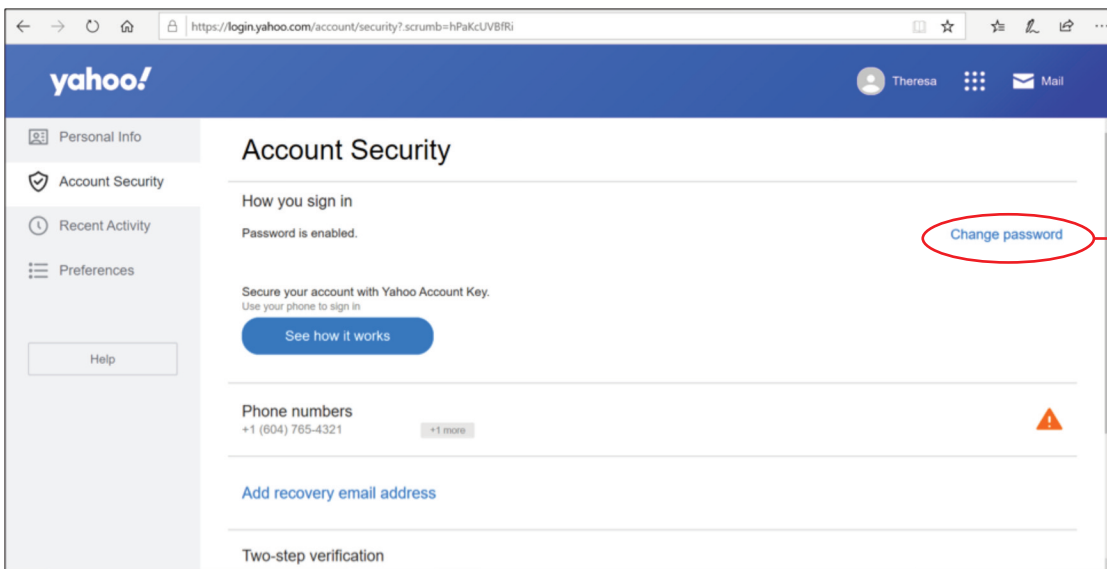 https://login.yahoo.com/account/security?.scrumb=hPaKcUVBfRi
yahoo!
Theresa
Mail
Personal Info
Account Security
Recent Activity
Preferences
Help
Account Security
How you sign in
Password is enabled.
Change password
Secure your account with Yahoo Account Key.
Use your phone to sign in
See how it works
Phone numbers
+1 (604) 765-4321
+1 more
Add recovery email address
Two-step verification